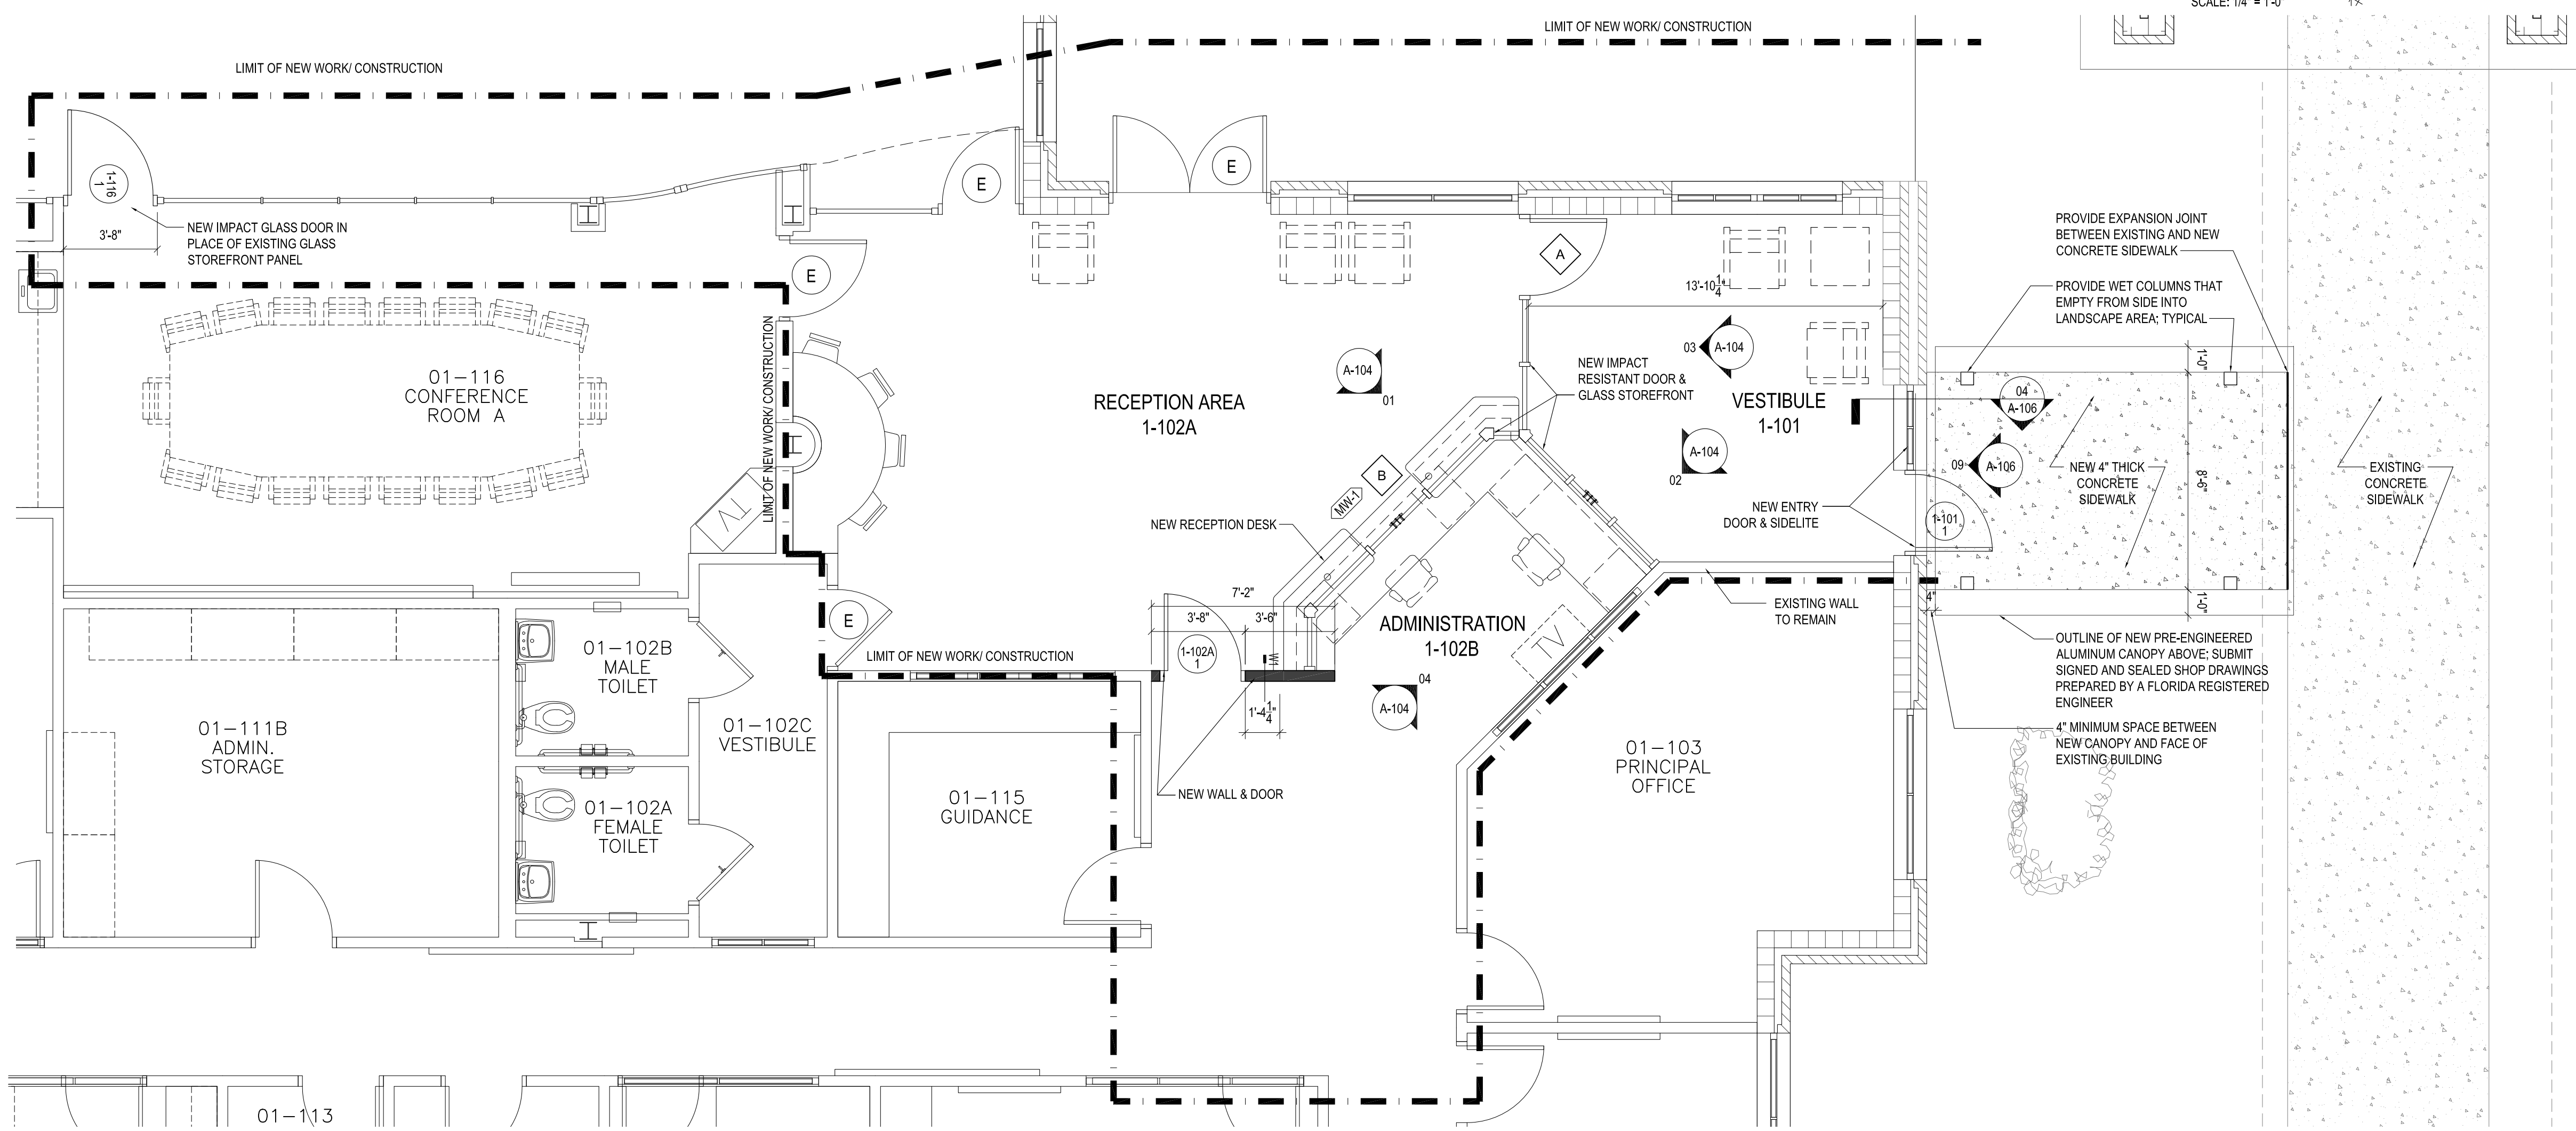 SCALE: 1/4" = 1'-0"
LIMIT OF NEW WORK/ CONSTRUCTION
LIMIT OF NEW WORK/ CONSTRUCTION
1-116
1
NEW IMPACT GLASS DOOR IN
PLACE OF EXISTING GLASS
STOREFRONT PANEL
3'-8"
E
E
E
E
A
13'-10 1/4"
PROVIDE EXPANSION JOINT
BETWEEN EXISTING AND NEW
CONCRETE SIDEWALK
PROVIDE WET COLUMNS THAT
EMPTY FROM SIDE INTO
LANDSCAPE AREA; TYPICAL
LIMIT OF NEW WORK/ CONSTRUCTION
01-116
CONFERENCE
ROOM A
TV
RECEPTION AREA
1-102A
A-104
01
03
A-104
NEW IMPACT
RESISTANT DOOR &
GLASS STOREFRONT
VESTIBULE
1-101
A-104
02
1'-0"
04
A-106
09
A-106
8'-6"
NEW 4" THICK
CONCRETE
SIDEWALK
EXISTING
CONCRETE
SIDEWALK
B
MW-1
NEW RECEPTION DESK
NEW ENTRY
DOOR & SIDELITE
1-101
1
7'-2"
3'-8"
3'-6"
1-102A
1
W1
1'-4 1/4"
ADMINISTRATION
1-102B
TV
04
A-104
EXISTING WALL
TO REMAIN
4"
1'-0"
OUTLINE OF NEW PRE-ENGINEERED
ALUMINUM CANOPY ABOVE; SUBMIT
SIGNED AND SEALED SHOP DRAWINGS
PREPARED BY A FLORIDA REGISTERED
ENGINEER
4" MINIMUM SPACE BETWEEN
NEW CANOPY AND FACE OF
EXISTING BUILDING
LIMIT OF NEW WORK/ CONSTRUCTION
01-102B
MALE
TOILET
01-111B
ADMIN.
STORAGE
01-102C
VESTIBULE
01-102A
FEMALE
TOILET
01-115
GUIDANCE
NEW WALL & DOOR
01-103
PRINCIPAL
OFFICE
01-113